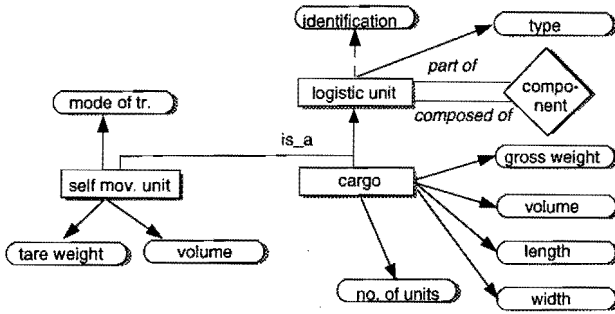 identification
type
part of
logistic unit
compo-
nent
composed of
mode of tr.
is_a
gross weight
self mov. unit
cargo
volume
tare weight
volume
length
no. of units
width